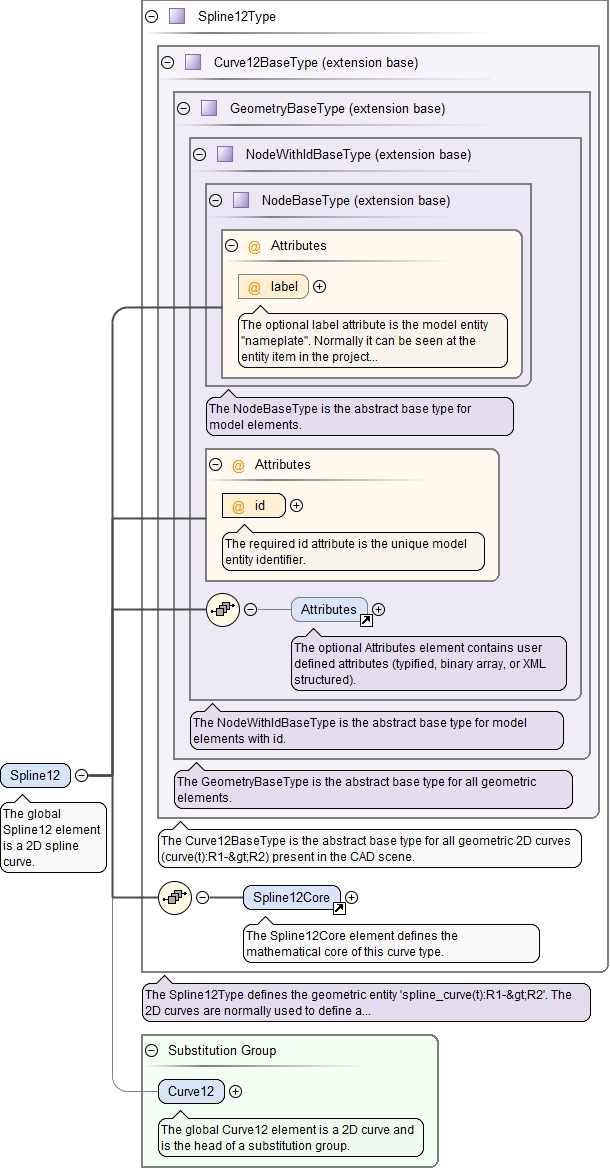 Spline12Type
Curve12BaseType (extension base)
GeometryBaseType (extension base)
NodeWithIdBaseType (extension base)
NodeBaseType (extension base)
@ Attributes
@ label
The optional label attribute is the model entity
"nameplate". Normally it can be seen at the
entity item in the project...
The NodeBaseType is the abstract base type for
model elements.
@ Attributes
@ id
The required id attribute is the unique model
entity identifier.
Attributes
The optional Attributes element contains user
defined attributes (typified, binary array, or XML
structured).
The NodeWithIdBaseType is the abstract base type for model
elements with id.
The GeometryBaseType is the abstract base type for all geometric
elements.
Spline12
The global
Spline12 element
is a 2D spline
curve.
The Curve12BaseType is the abstract base type for all geometric 2D curves
(curve(t):R1-&gt;R2) present in the CAD scene.
Spline12Core
The Spline12Core element defines the
mathematical core of this curve type.
The Spline12Type defines the geometric entity 'spline_curve(t):R1-&gt;R2'. The
2D curves are normally used to define a...
Substitution Group
Curve12
The global Curve12 element is a 2D curve and
is the head of a substitution group.